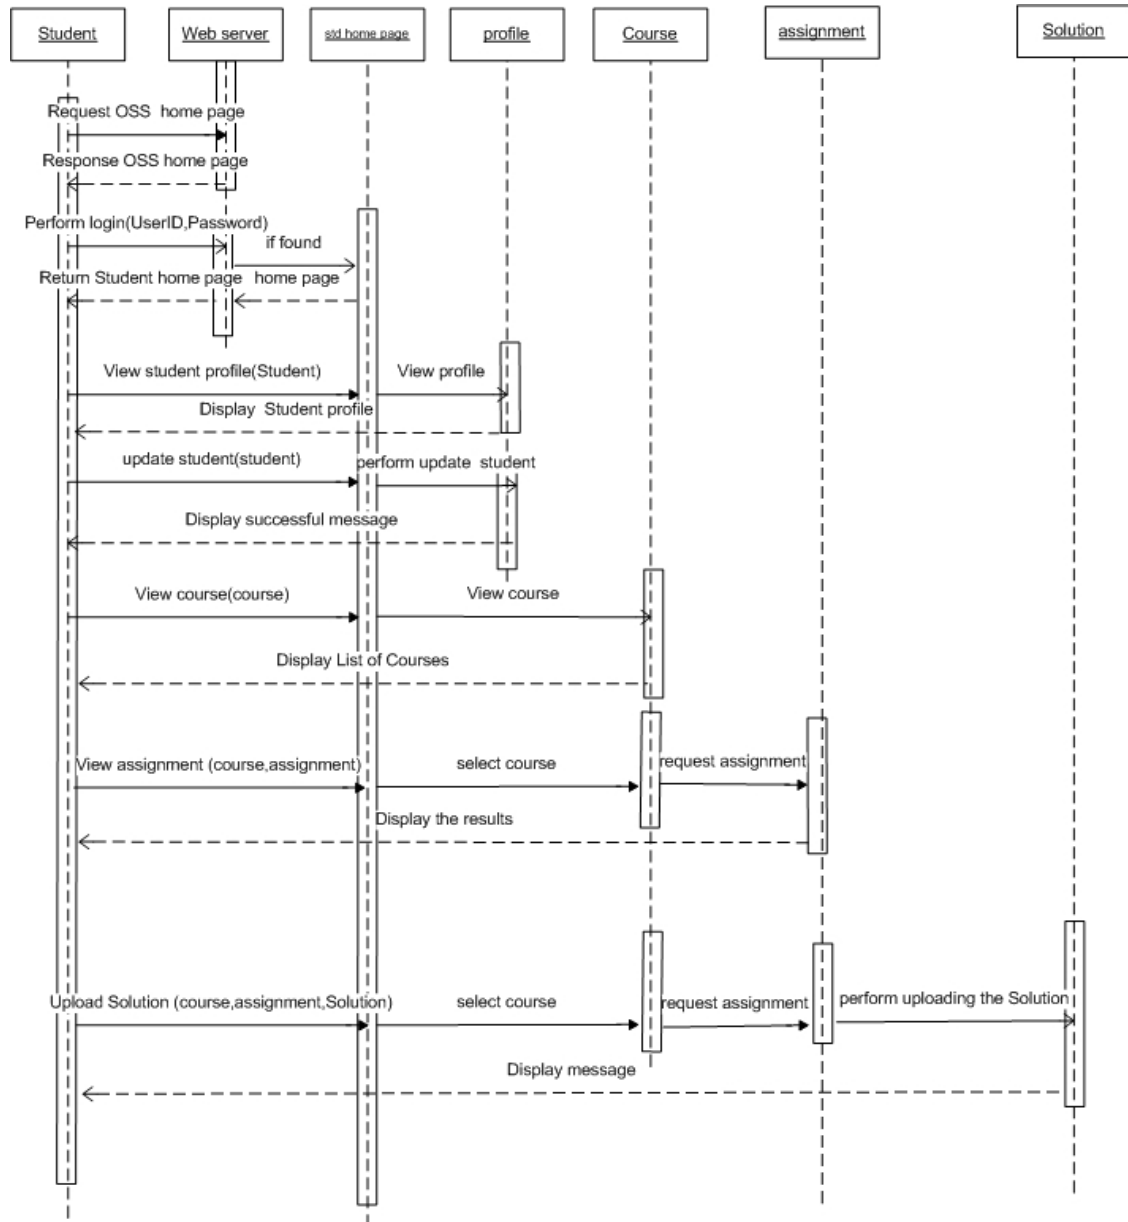 Student
Web server
std home page
profile
Course
assignment
Solution
Request OSS home page
Response OSS home page
Perform login(UserID,Password)
if found
Return Student home page
home page
View student profile(Student)
View profile
Display Student profile
update student(student)
perform update student
Display successful message
View course(course)
View course
Display List of Courses
View assignment (course,assignment)
select course
request assignment
Display the results
Upload Solution (course,assignment,Solution)
select course
request assignment
perform uploading the Solution
Display message